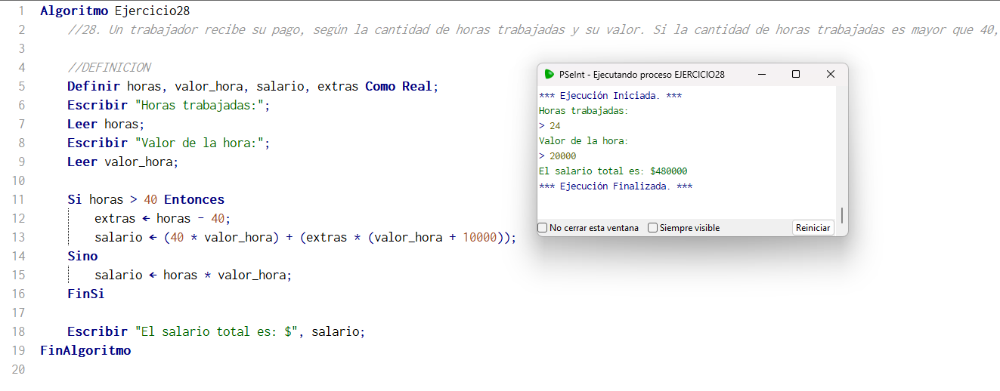 1 Algoritmo Ejercicio28
2 //28. Un trabajador recibe su pago, según la cantidad de horas trabajadas y su valor. Si la cantidad de horas trabajadas es mayor que 40,
3
4 //DEFINICION
5 Definir horas, valor_hora, salario, extras Como Real;
6 Escribir "Horas trabajadas:";
7 Leer horas;
8 Escribir "Valor de la hora:";
9 Leer valor_hora;
10
11 Si horas > 40 Entonces
12 extras ← horas - 40;
13 salario ← (40 * valor_hora) + (extras * (valor_hora + 10000));
14 Sino
15 salario ← horas * valor_hora;
16 FinSi
17
18 Escribir "El salario total es: $", salario;
19 FinAlgoritmo
20
PSeInt - Ejecutando proceso EJERCICIO28
*** Ejecución Iniciada. ***
Horas trabajadas:
> 24
Valor de la hora:
> 20000
El salario total es: $480000
*** Ejecución Finalizada. ***
No cerrar esta ventana Siempre visible Reiniciar